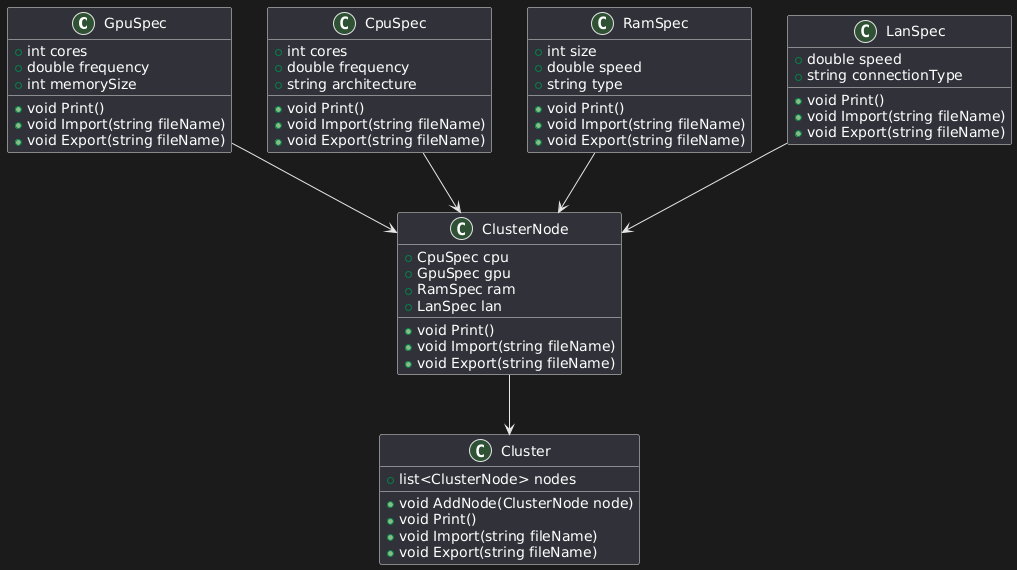 C GpuSpec
int cores
double frequency
int memorySize
void Print()
void Import(string fileName)
void Export(string fileName)
C CpuSpec
int cores
double frequency
string architecture
void Print()
void Import(string fileName)
void Export(string fileName)
C RamSpec
int size
double speed
string type
void Print()
void Import(string fileName)
void Export(string fileName)
C LanSpec
double speed
string connectionType
void Print()
void Import(string fileName)
void Export(string fileName)
C ClusterNode
CpuSpec cpu
GpuSpec gpu
RamSpec ram
LanSpec lan
void Print()
void Import(string fileName)
void Export(string fileName)
C Cluster
list<ClusterNode> nodes
void AddNode(ClusterNode node)
void Print()
void Import(string fileName)
void Export(string fileName)